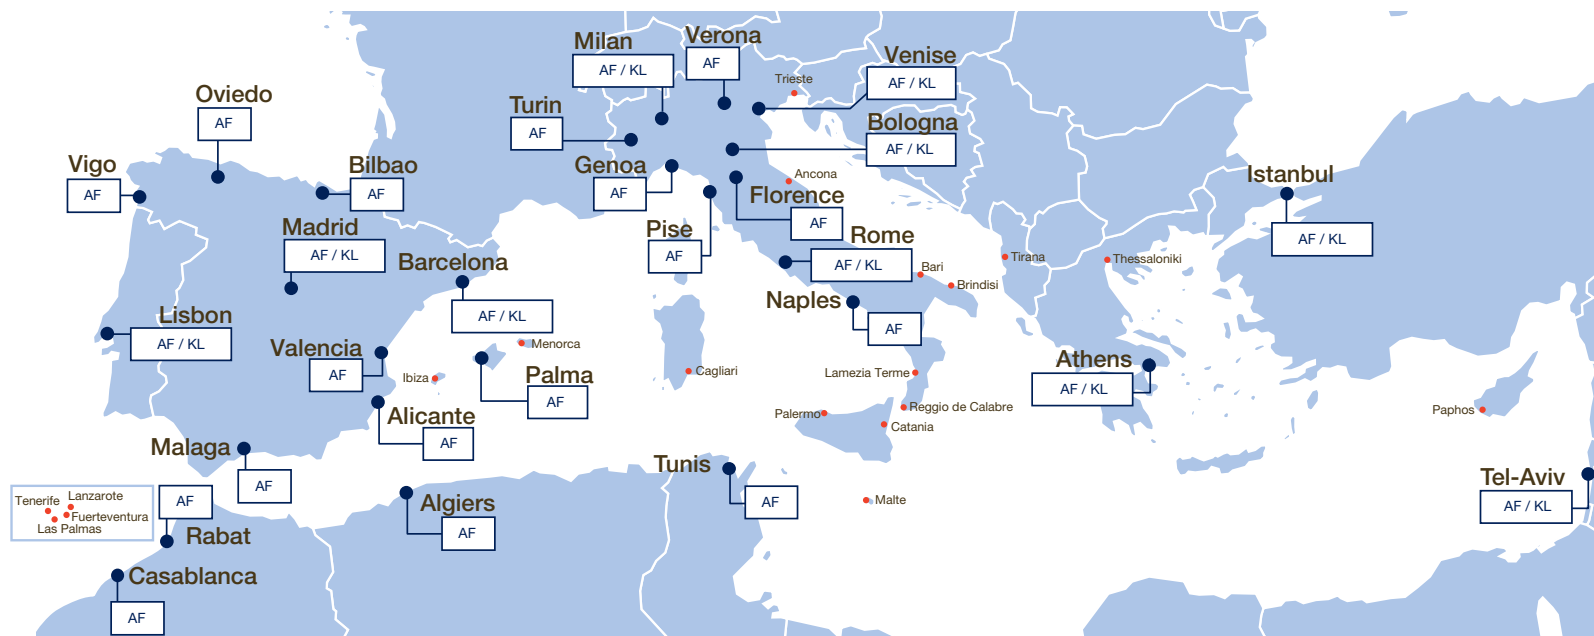 Verona
Milan
AF
AF / KL
Venise
AF / KL
Trieste
Oviedo
AF
Turin
AF
Bologna
AF / KL
Vigo
AF
Bilbao
AF
Genoa
AF
Ancona
Florence
AF
Istanbul
AF / KL
Madrid
AF / KL
Pise
AF
Rome
AF / KL
Barcelona
AF / KL
Bari
Brindisi
Tirana
Thessaloniki
Naples
AF
Lisbon
AF / KL
Valencia
AF
Menorca
Ibiza
Palma
AF
Cagliari
Lamezia Terme
Athens
AF / KL
Alicante
AF
Palermo
Reggio de Calabre
Catania
Paphos
Malaga
AF
Tunis
AF
Tel-Aviv
AF / KL
Tenerife
Lanzarote
Fuerteventura
Las Palmas
AF
Rabat
Algiers
AF
Malte
Casablanca
AF